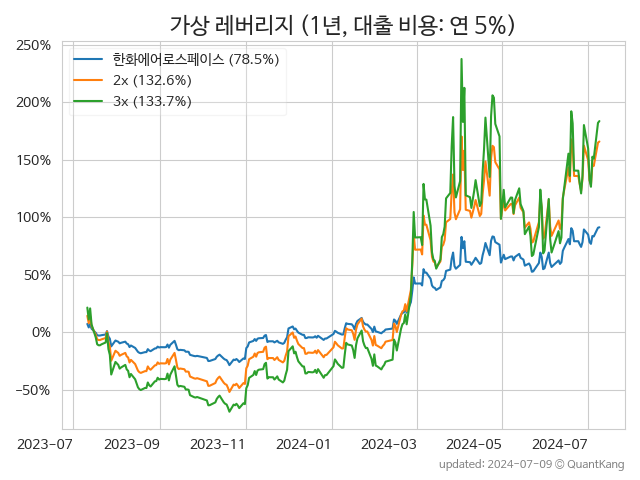 가상 레버리지 (1년, 대출 비용: 연 5%)
250%
200%
150%
100%
50%
0%
−50%
한화에어로스페이스 (78.5%)
2x (132.6%)
3x (133.7%)
2023-07 2023-09 2023-11 2024-01 2024-03 2024-05 2024-07
updated: 2024-07-09 © QuantKang